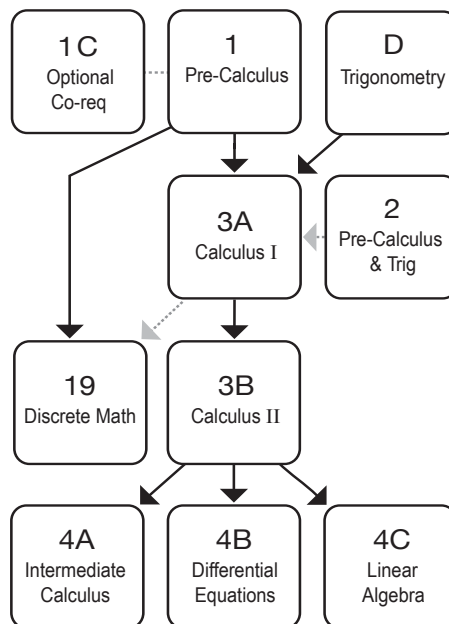 1 C
Optional
Co-req
1
Pre-Calculus
D
Trigonometry
3A
Calculus I
2
Pre-Calculus
& Trig
19
Discrete Math
3B
Calculus II
4A
Intermediate
Calculus
4B
Differential
Equations
4C
Linear
Algebra